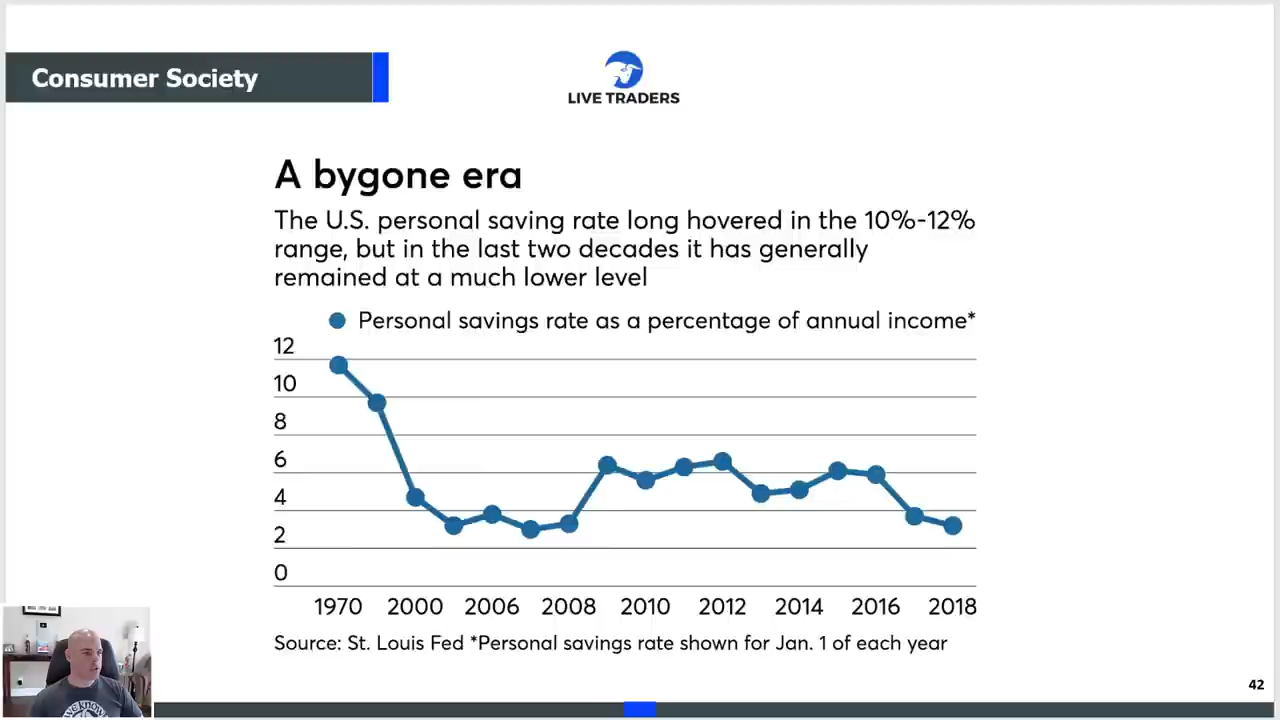 Consumer Society
LIVE TRADERS
A bygone era
The U.S. personal saving rate long hovered in the 10%-12%
range, but in the last two decades it has generally
remained at a much lower level
Personal savings rate as a percentage of annual income*
12
10
8
6
4
2
0
1970 2000 2006 2008 2010 2012 2014 2016 2018
Source: St. Louis Fed *Personal savings rate shown for Jan. 1 of each year
42